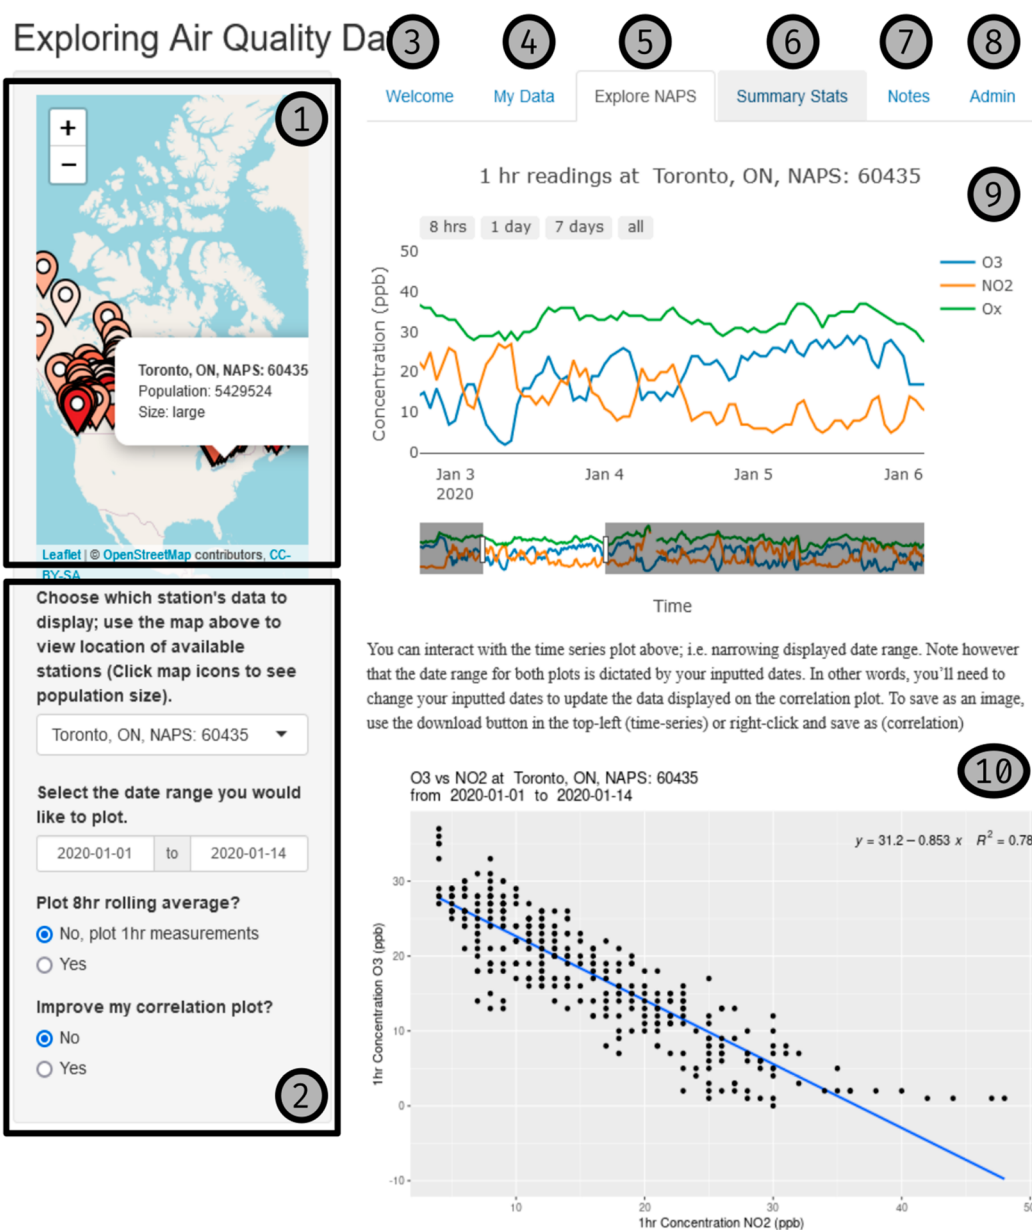 Exploring Air Quality Da
3
4
5
6
7
8
Welcome
My Data
Explore NAPS
Summary Stats
Notes
Admin
1
+
−
Toronto, ON, NAPS: 60435
Population: 5429524
Size: large
Leaflet | © OpenStreetMap contributors, CC-
BY-SA
Choose which station's data to
display; use the map above to
view location of available
stations (Click map icons to see
population size).
Toronto, ON, NAPS: 60435
Select the date range you would
like to plot.
2020-01-01 to 2020-01-14
Plot 8hr rolling average?
No, plot 1hr measurements
Yes
Improve my correlation plot?
No
Yes
2
1 hr readings at Toronto, ON, NAPS: 60435
9
8 hrs
1 day
7 days
all
50
40
30
20
10
0
Concentration (ppb)
O3
NO2
Ox
Jan 3
2020
Jan 4
Jan 5
Jan 6
Time
You can interact with the time series plot above; i.e. narrowing displayed date range. Note however
that the date range for both plots is dictated by your inputted dates. In other words, you’ll need to
change your inputted dates to update the data displayed on the correlation plot. To save as an image,
use the download button in the top-left (time-series) or right-click and save as (correlation)
10
O3 vs NO2 at Toronto, ON, NAPS: 60435
from 2020-01-01 to 2020-01-14
y = 31.2 − 0.853 x R² = 0.78
30
20
10
0
-10
1hr Concentration O3 (ppb)
10
20
30
40
1hr Concentration NO2 (ppb)